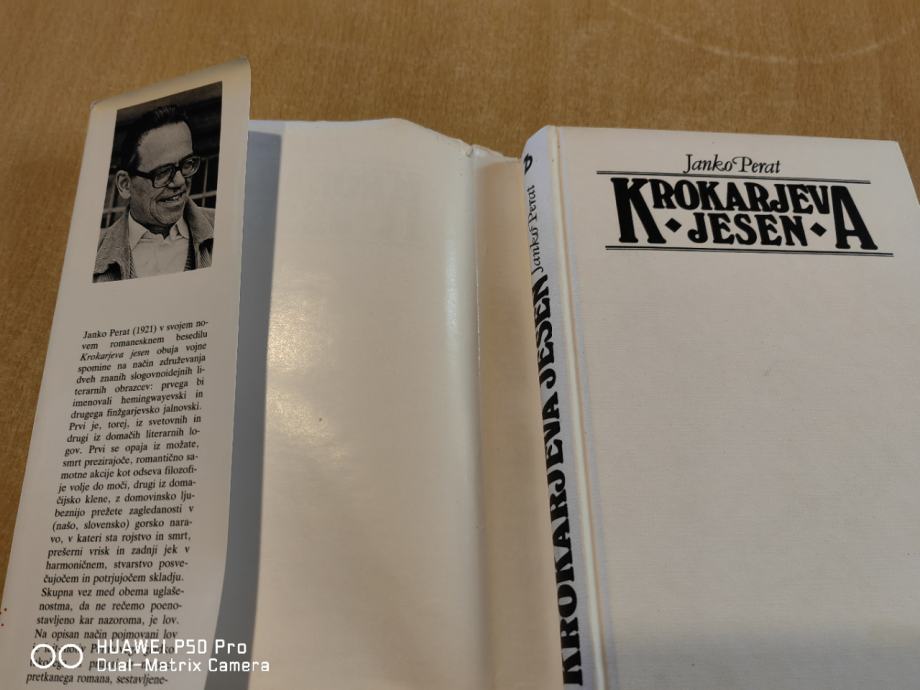 Janko Perat (1921) v svojem no-
vem romanesknem besedilu
Krokarjeva jesen obuja vojne
spomine na način združevanja
dveh znanih slogovnoidejnih li-
terarnih obrazcev: prvega bi
imenovali hemingwayevski in
drugega finžgarjevsko jalnovski.
Prvi je, torej, iz svetovnih in
drugi iz domačih literarnih lo-
gov. Prvi se opaja iz možate,
smrt prezirajoče, romantično sa-
motne akcije kot odseva filozofi-
je volje do moči, drugi iz doma-
čijsko klene, z domovinsko lju-
beznijo prežete zagledanosti v
(našo, slovensko) gorsko nara-
vo, v kateri sta rojstvo in smrt,
prešerni vrisk in zadnji jek v
harmoničnem, stvarstvo posve-
čujočem in potrjujočem skladju.
Skupna vez med obema uglaše-
nostma, da ne rečemo poeno-
stavljeno kar nazoroma, je lov.
Na opisan način pojmovani lov
pretkanega romana, sestavljene-
Janko Perat
KROKARJEVA JESEN
Janko Perat
KROKARJEVA
JESEN
HUAWEI P50 Pro
Dual-Matrix Camera